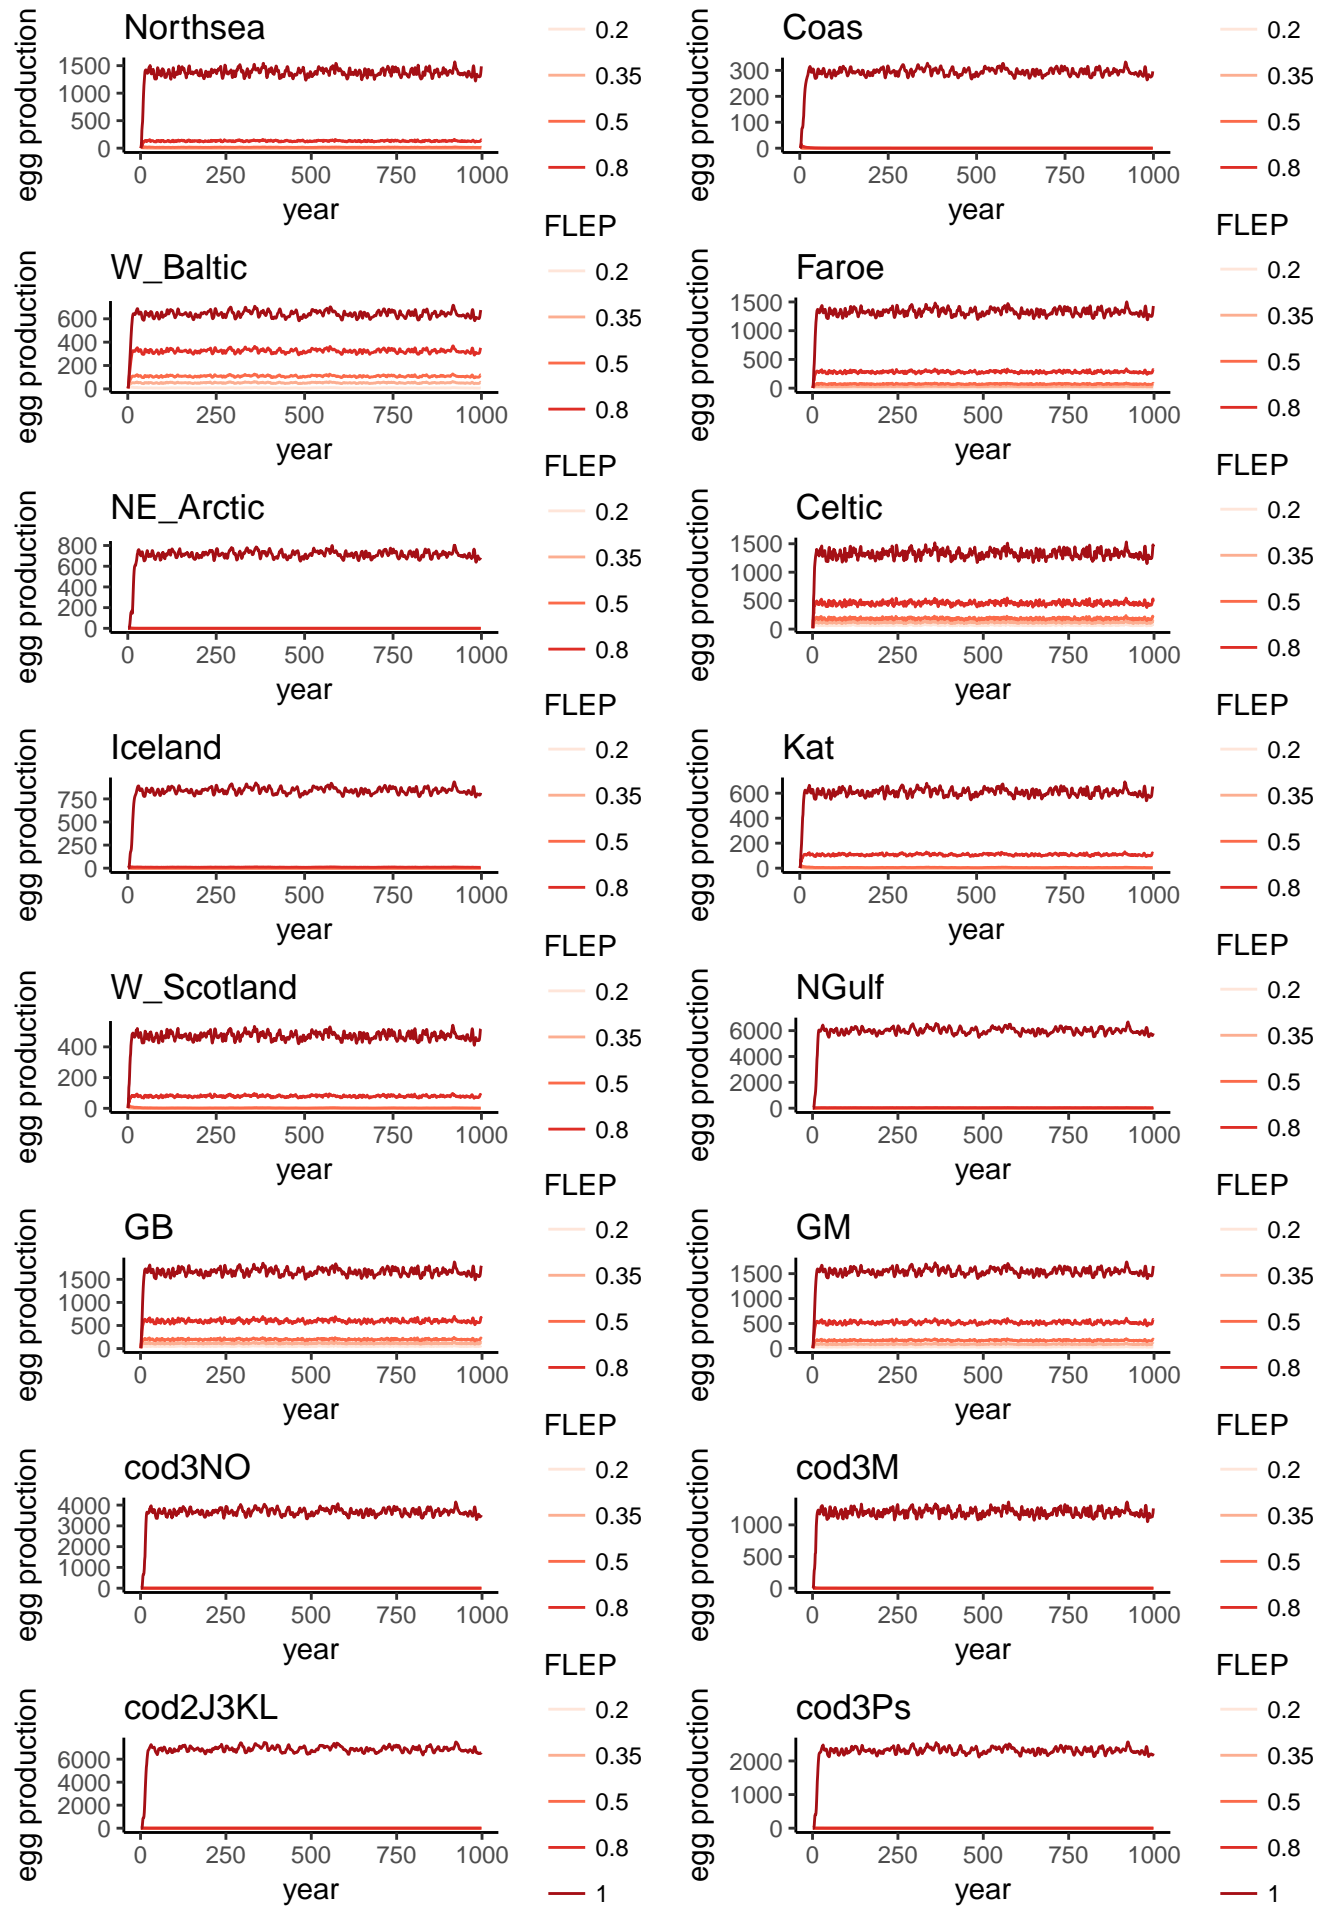 Northsea
egg production
1500
1000
500
0
0 250 500 750 1000
year
0.2
0.35
0.5
0.8
Coas
egg production
300
200
100
0
0 250 500 750 1000
year
0.2
0.35
0.5
0.8
W_Baltic
egg production
600
400
200
0
0 250 500 750 1000
year
FLEP
0.2
0.35
0.5
0.8
Faroe
egg production
1500
1000
500
0
0 250 500 750 1000
year
FLEP
0.2
0.35
0.5
0.8
NE_Arctic
egg production
800
600
400
200
0
0 250 500 750 1000
year
FLEP
0.2
0.35
0.5
0.8
Celtic
egg production
1500
1000
500
0
0 250 500 750 1000
year
FLEP
0.2
0.35
0.5
0.8
Iceland
egg production
750
500
250
0
0 250 500 750 1000
year
FLEP
0.2
0.35
0.5
0.8
Kat
egg production
600
400
200
0
0 250 500 750 1000
year
FLEP
0.2
0.35
0.5
0.8
W_Scotland
egg production
400
200
0
0 250 500 750 1000
year
FLEP
0.2
0.35
0.5
0.8
NGulf
egg production
6000
4000
2000
0
0 250 500 750 1000
year
FLEP
0.2
0.35
0.5
0.8
GB
egg production
1500
1000
500
0
0 250 500 750 1000
year
FLEP
0.2
0.35
0.5
0.8
GM
egg production
1500
1000
500
0
0 250 500 750 1000
year
FLEP
0.2
0.35
0.5
0.8
cod3NO
egg production
4000
3000
2000
1000
0
0 250 500 750 1000
year
FLEP
0.2
0.35
0.5
0.8
cod3M
egg production
1000
500
0
0 250 500 750 1000
year
FLEP
0.2
0.35
0.5
0.8
cod2J3KL
egg production
6000
4000
2000
0
0 250 500 750 1000
year
FLEP
0.2
0.35
0.5
0.8
1
cod3Ps
egg production
2000
1000
0
0 250 500 750 1000
year
FLEP
0.2
0.35
0.5
0.8
1